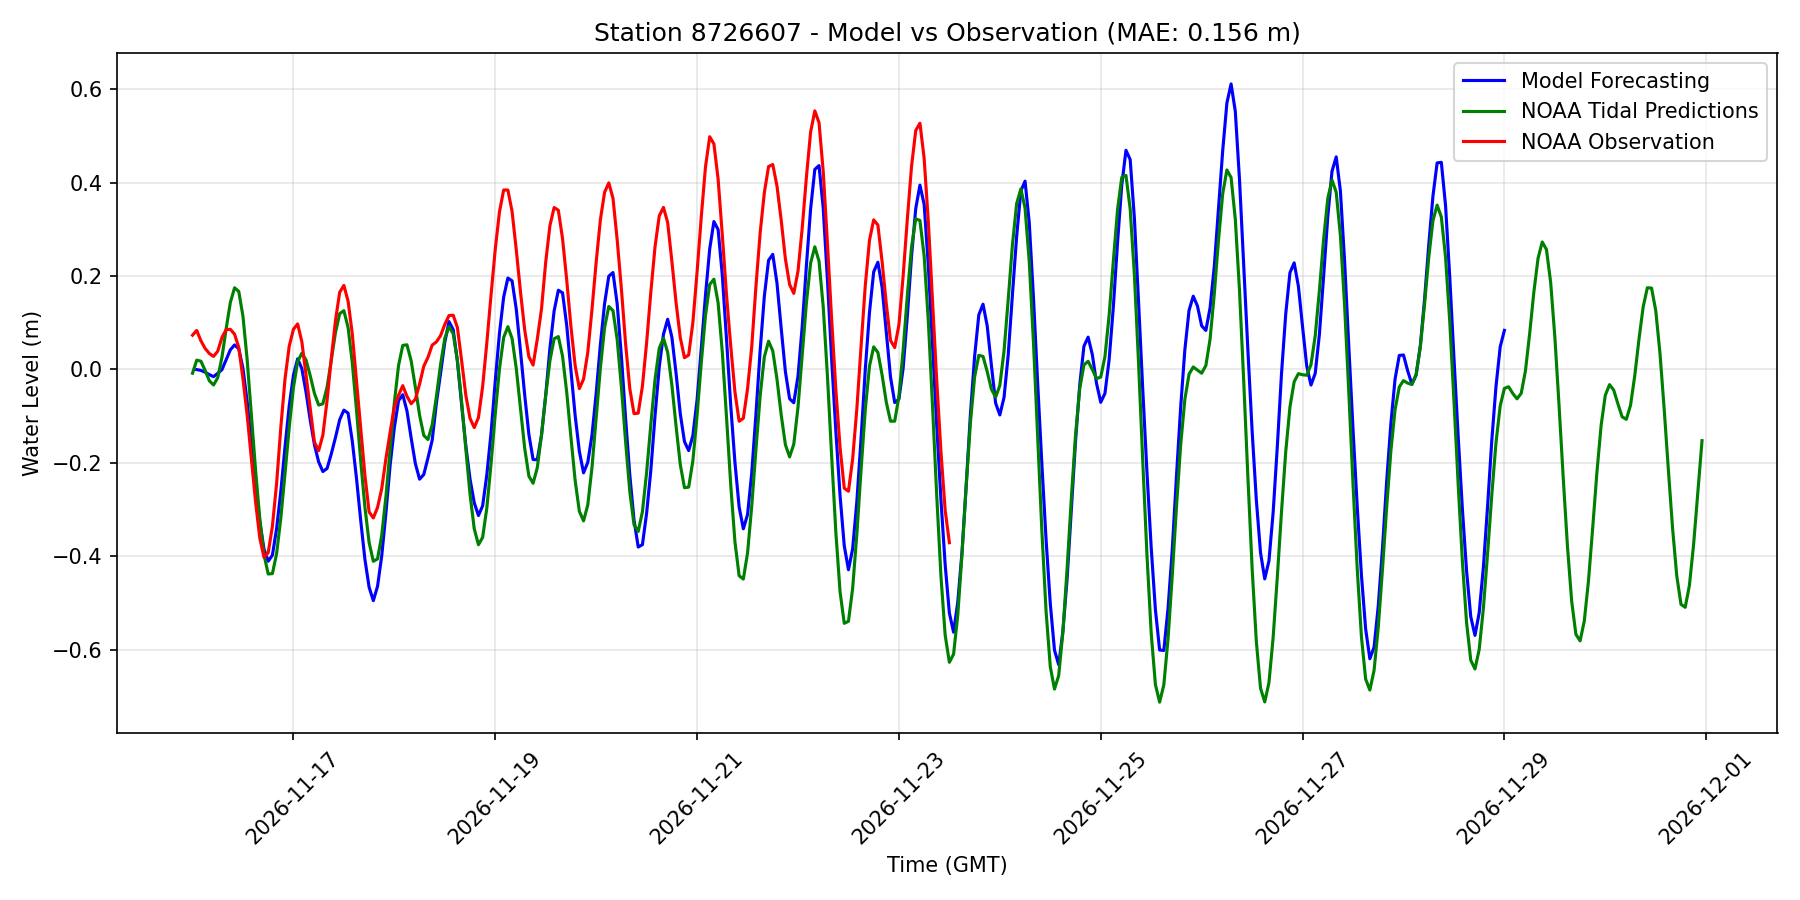 Station 8726607 - Model vs Observation (MAE: 0.156 m)
Model Forecasting
NOAA Tidal Predictions
NOAA Observation
Water Level (m)
0.6
0.4
0.2
0.0
−0.2
−0.4
−0.6
2026-11-17
2026-11-19
2026-11-21
2026-11-23
2026-11-25
2026-11-27
2026-11-29
2026-12-01
Time (GMT)